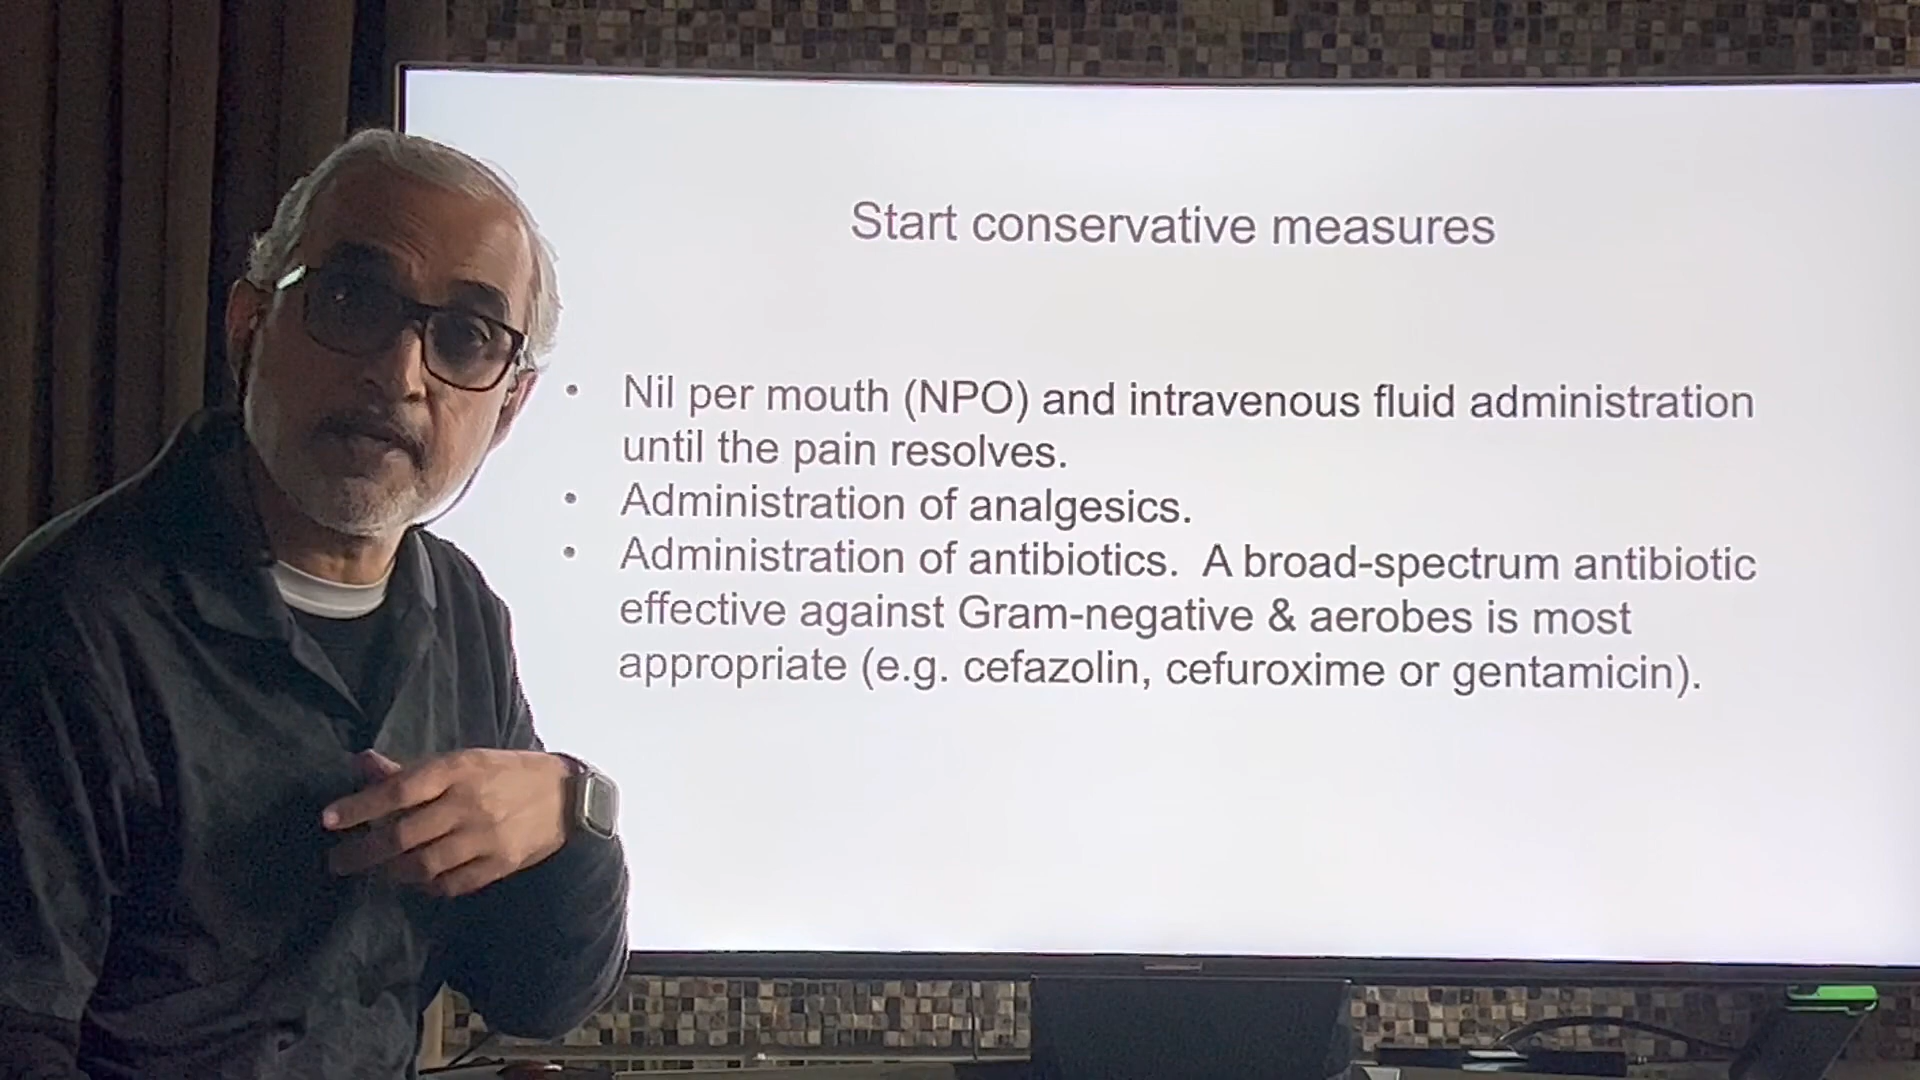 Start conservative measures
• Nil per mouth (NPO) and intravenous fluid administration
until the pain resolves.
• Administration of analgesics.
• Administration of antibiotics. A broad-spectrum antibiotic
effective against Gram-negative & aerobes is most
appropriate (e.g. cefazolin, cefuroxime or gentamicin).